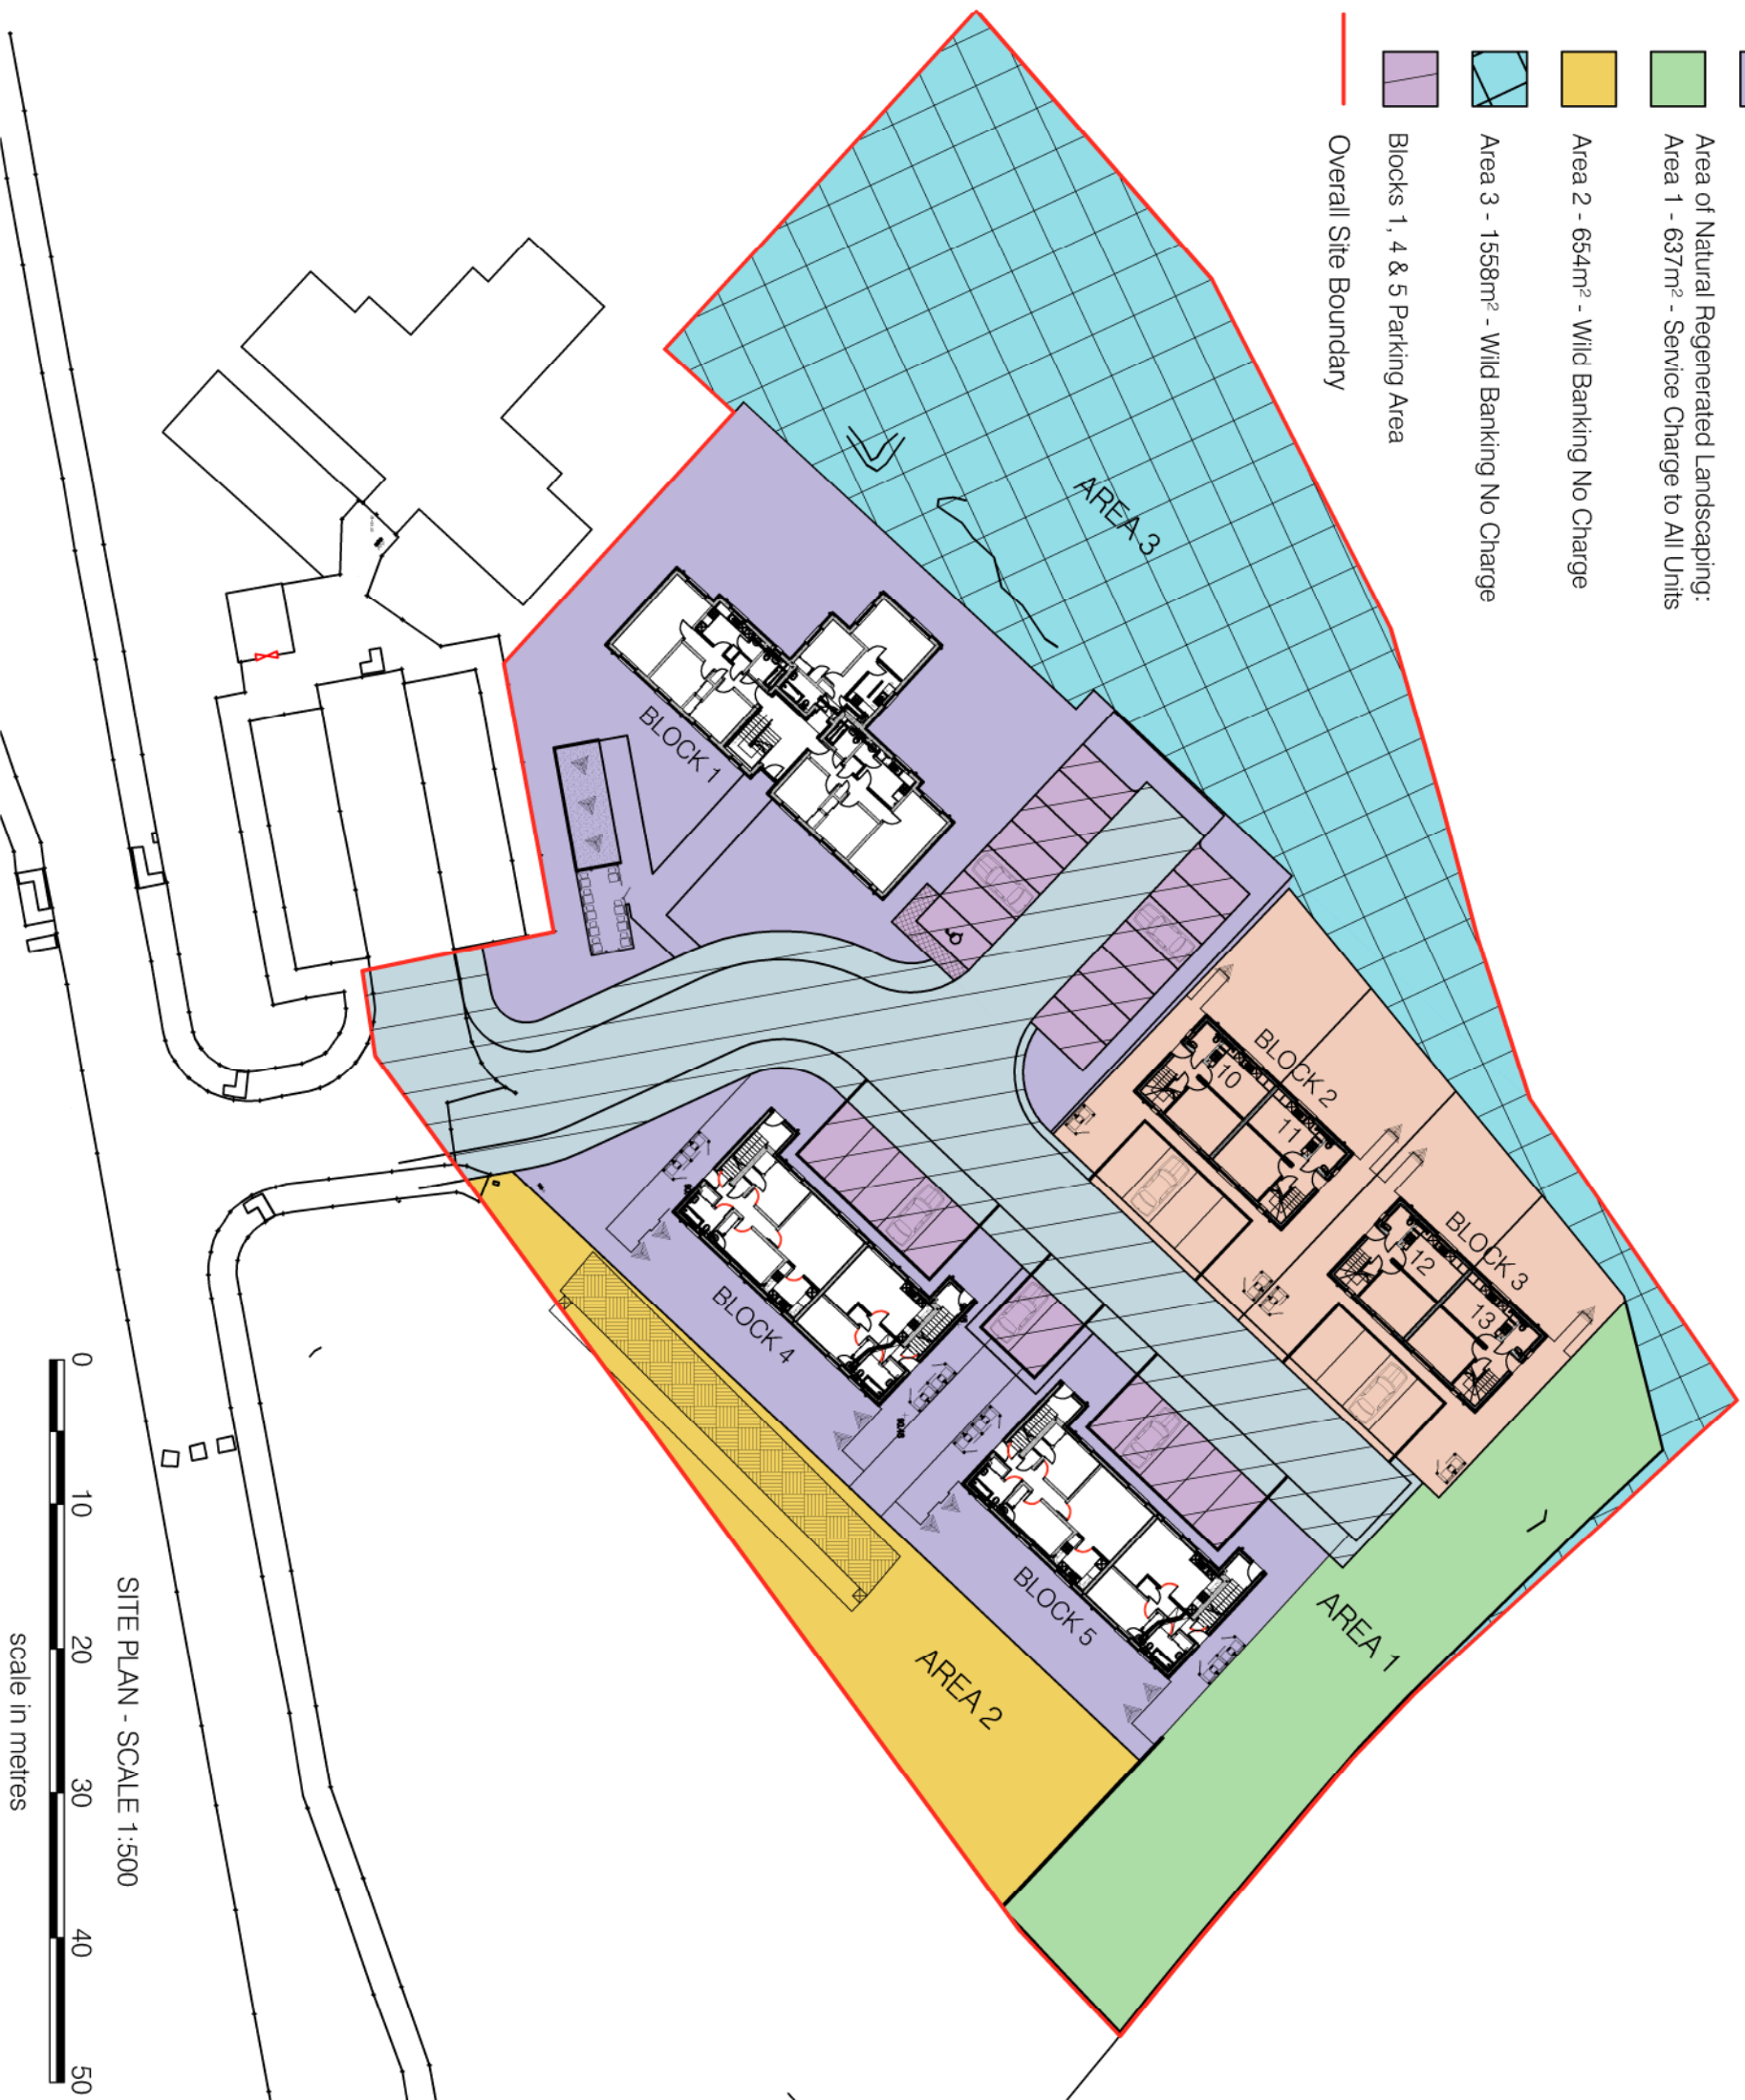 Area of Natural Regenerated Landscaping:
Area 1 - 637m² - Service Charge to All Units
Area 2 - 654m² - Wild Banking No Charge
Area 3 - 1558m² - Wild Banking No Charge
Blocks 1, 4 & 5 Parking Area
Overall Site Boundary
AREA 3
BLOCK 1
BLOCK 2
10
11
BLOCK 3
12
13
BLOCK 4
BLOCK 5
AREA 1
AREA 2
SITE PLAN - SCALE 1:500
0 10 20 30 40 50
scale in metres